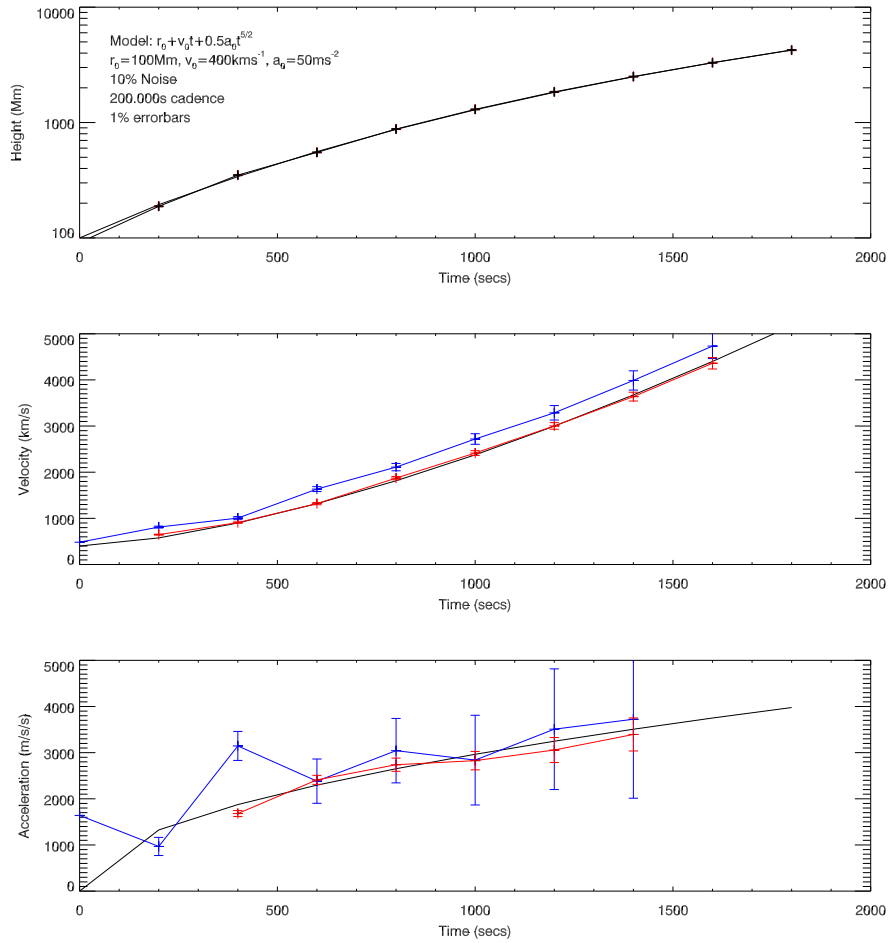 10000
1000
100
Height (Mm)
Model: r₀+v₀t+0.5a₀t^5/2
r₀=100Mm, v₀=400kms⁻¹, a₀=50ms⁻²
10% Noise
200.000s cadence
1% errorbars
0 500 1000 1500 2000
Time (secs)
5000
4000
3000
2000
1000
0
Velocity (km/s)
0 500 1000 1500 2000
Time (secs)
5000
4000
3000
2000
1000
0
Acceleration (m/s/s)
0 500 1000 1500 2000
Time (secs)